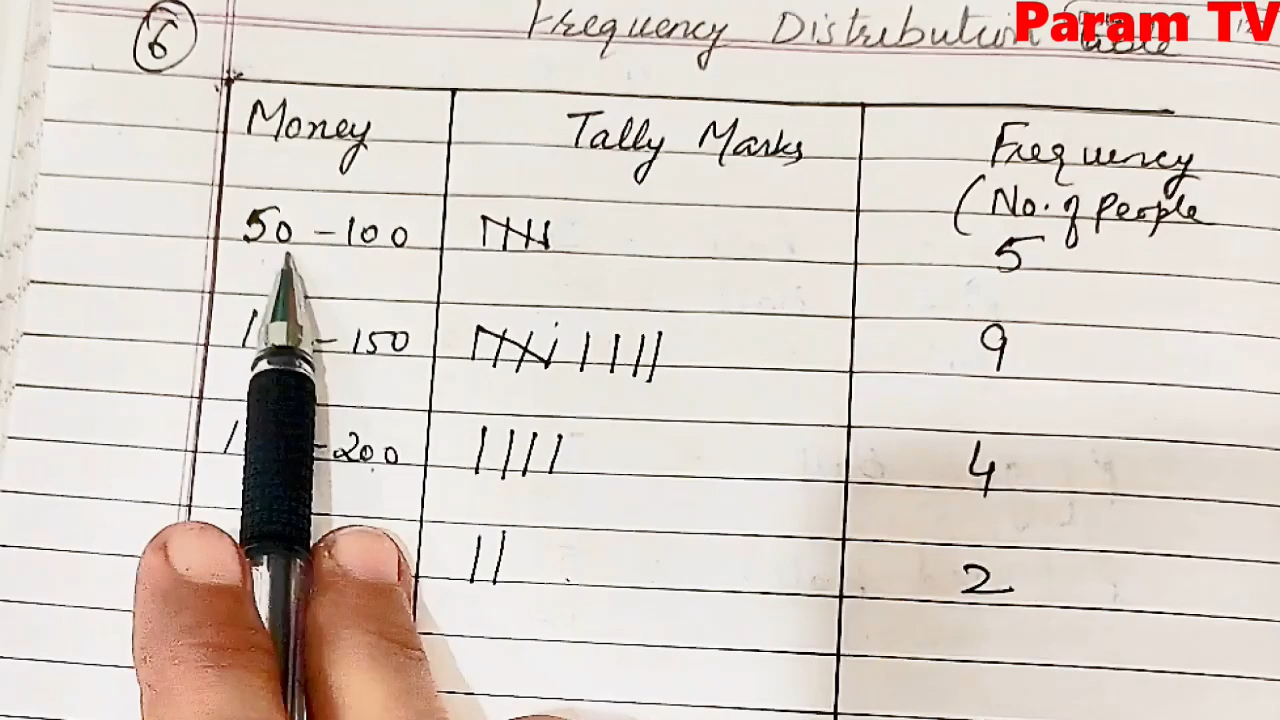 Frequency Distribution
Param TV
6
Money Tally Marks Frequency
(No. of people
50 - 100 5
- 150 9
- 200 4
2